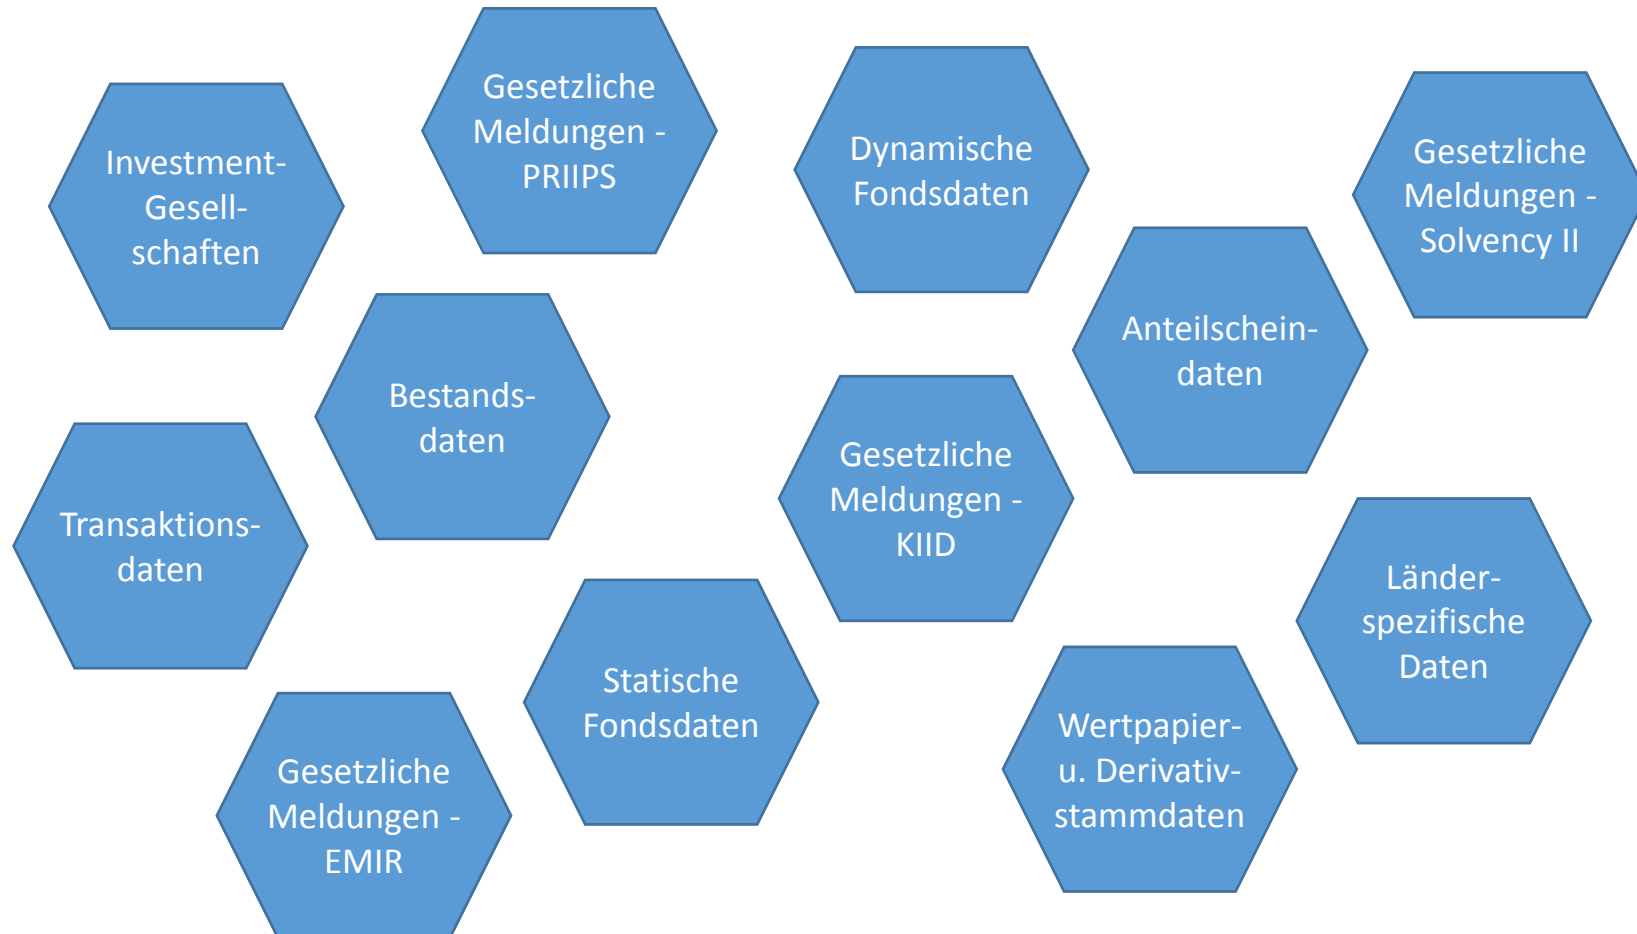 Gesetzliche
Meldungen -
PRIIPS
Investment-
Gesell-
schaften
Dynamische
Fondsdaten
Gesetzliche
Meldungen -
Solvency II
Anteilschein-
daten
Bestands-
daten
Gesetzliche
Meldungen -
KIID
Transaktions-
daten
Länder-
spezifische
Daten
Statische
Fondsdaten
Wertpapier-
u. Derivativ-
stammdaten
Gesetzliche
Meldungen -
EMIR